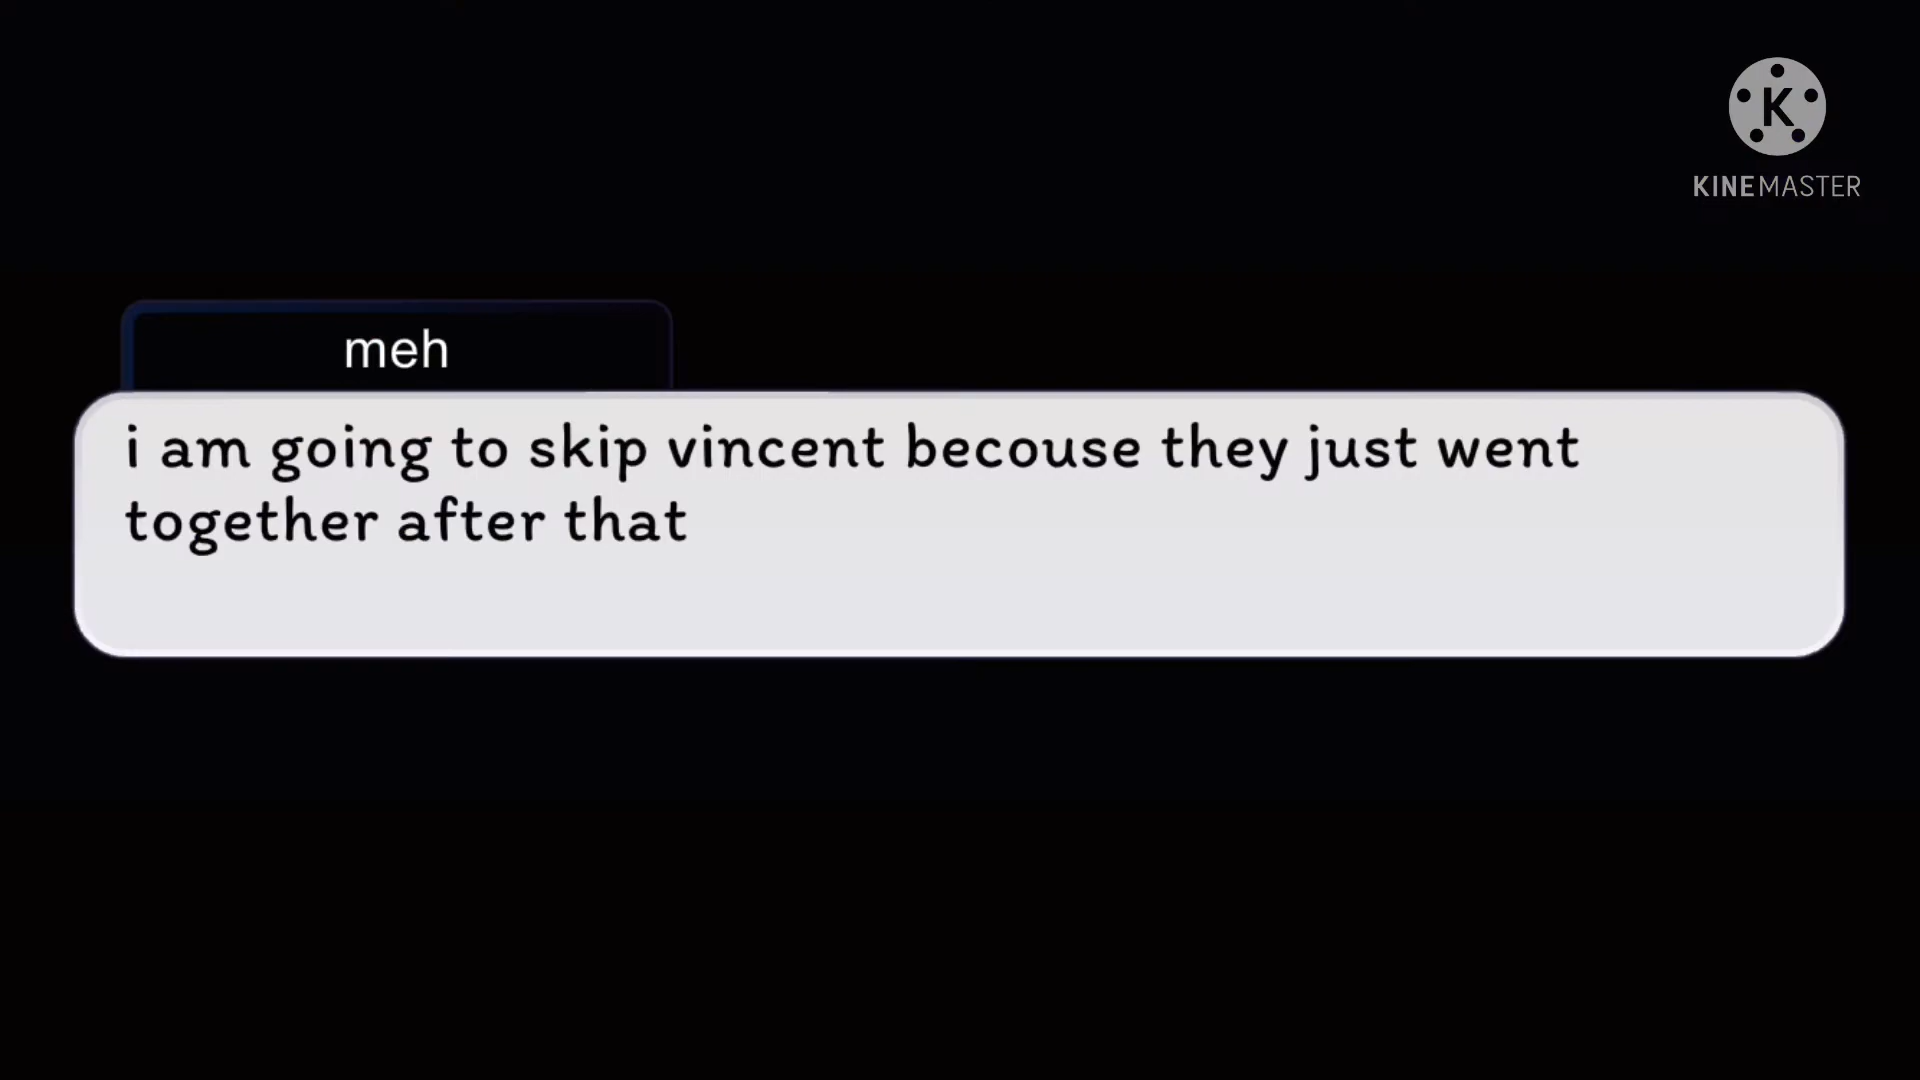 K
KINEMASTER
meh
i am going to skip vincent becouse they just went
together after that